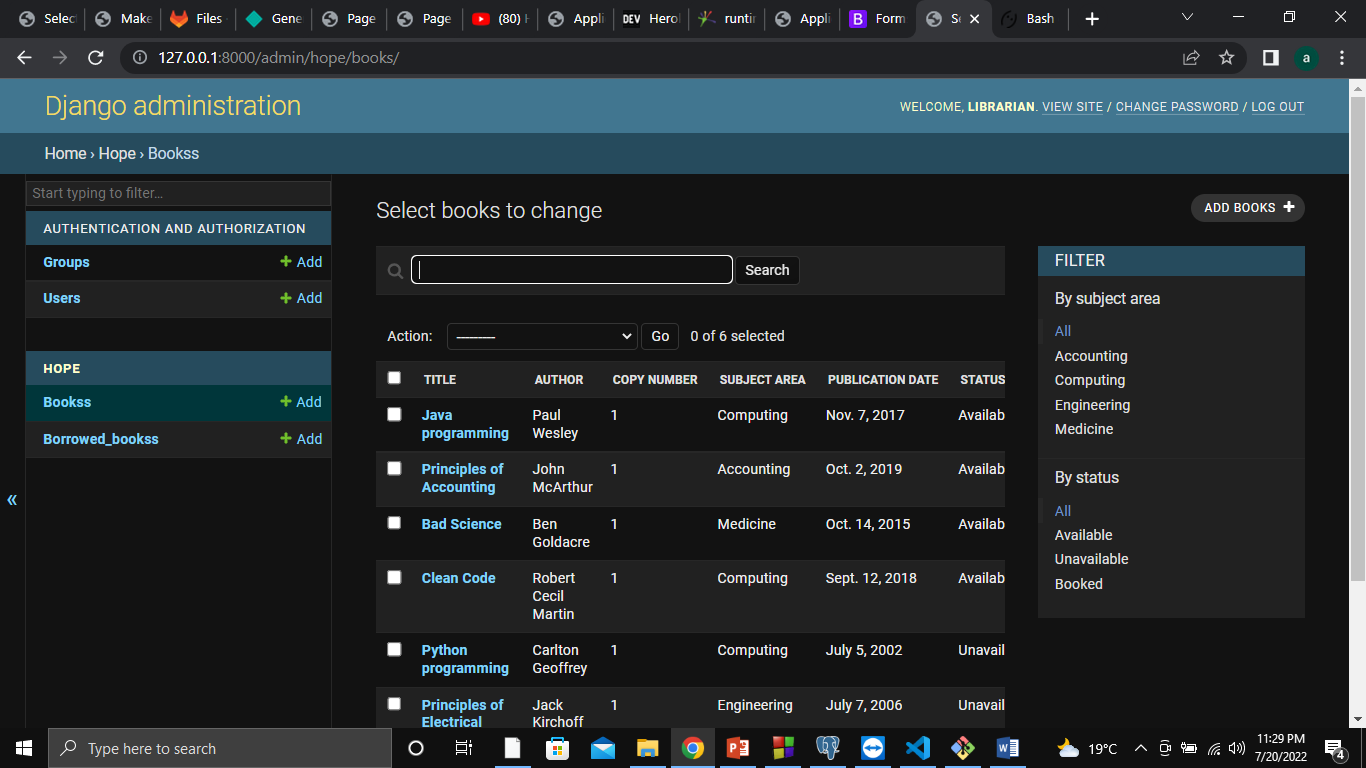 Selec
Make
Files
Gene
Page
Page
(80) H
Appli
DEV Herol
runtin
Appli
B Form
Se
Bash
127.0.0.1:8000/admin/hope/books/
a
Django administration
WELCOME, LIBRARIAN. VIEW SITE / CHANGE PASSWORD / LOG OUT
Home › Hope › Bookss
Start typing to filter...
AUTHENTICATION AND AUTHORIZATION
Groups + Add
Users + Add
HOPE
Bookss + Add
Borrowed_bookss + Add
«
Select books to change
ADD BOOKS +
Search
Action: --------- Go 0 of 6 selected
TITLE AUTHOR COPY NUMBER SUBJECT AREA PUBLICATION DATE STATUS
Java programming Paul Wesley 1 Computing Nov. 7, 2017 Availab
Principles of Accounting John McArthur 1 Accounting Oct. 2, 2019 Availab
Bad Science Ben Goldacre 1 Medicine Oct. 14, 2015 Availab
Clean Code Robert Cecil Martin 1 Computing Sept. 12, 2018 Availab
Python programming Carlton Geoffrey 1 Computing July 5, 2002 Unavail
Principles of Electrical Jack Kirchoff 1 Engineering July 7, 2006 Unavail
FILTER
By subject area
All
Accounting
Computing
Engineering
Medicine
By status
All
Available
Unavailable
Booked
Type here to search
19°C
11:29 PM
7/20/2022
4